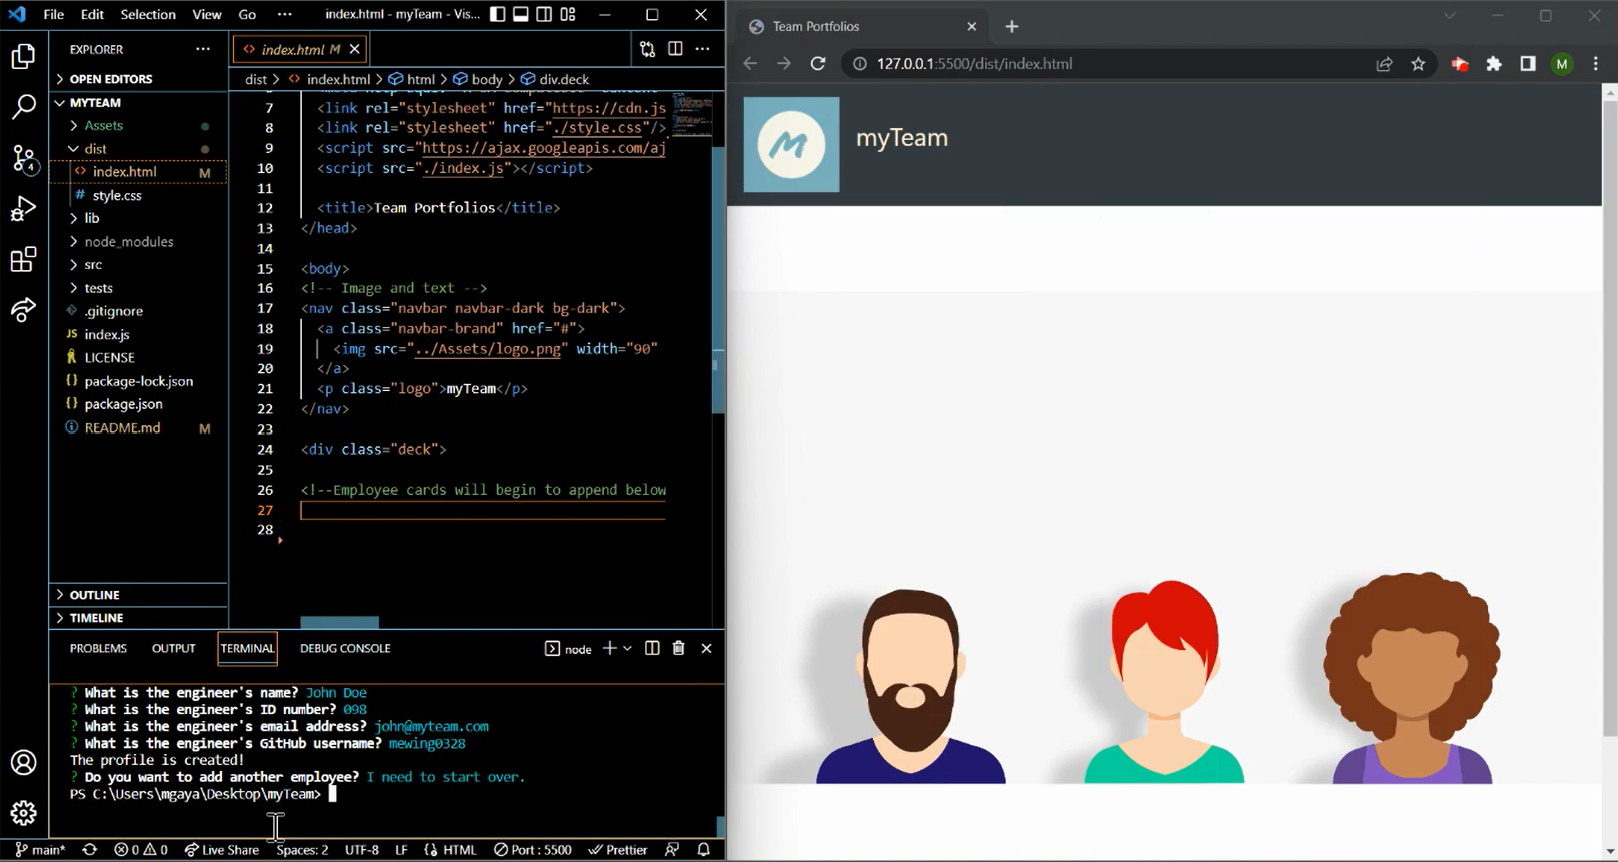 File Edit Selection View Go ··· index.html - myTeam - Vis...
EXPLORER ···
OPEN EDITORS
MYTEAM
Assets
dist
index.html M
style.css
lib
node_modules
src
tests
.gitignore
index.js
LICENSE
package-lock.json
package.json
README.md M
OUTLINE
TIMELINE
4
index.html M
dist > index.html > html > body > div.deck
7 <link rel="stylesheet" href="https://cdn.js
8 <link rel="stylesheet" href="./style.css"/>
9 <script src="https://ajax.googleapis.com/aj
10 <script src="./index.js"></script>
11
12 <title>Team Portfolios</title>
13 </head>
14
15 <body>
16 <!-- Image and text -->
17 <nav class="navbar navbar-dark bg-dark">
18 <a class="navbar-brand" href="#">
19 <img src="../Assets/logo.png" width="90"
20 </a>
21 <p class="logo">myTeam</p>
22 </nav>
23
24 <div class="deck">
25
26 <!--Employee cards will begin to append below
27
28
PROBLEMS OUTPUT TERMINAL DEBUG CONSOLE node
? What is the engineer's name? John Doe
? What is the engineer's ID number? 098
? What is the engineer's email address? john@myteam.com
? What is the engineer's GitHub username? mewing0328
The profile is created!
? Do you want to add another employee? I need to start over.
PS C:\Users\mgaya\Desktop\myTeam>
main* 0 0 Live Share Spaces: 2 UTF-8 LF HTML Port : 5500 Prettier
Team Portfolios
127.0.0.1:5500/dist/index.html
M
M
myTeam